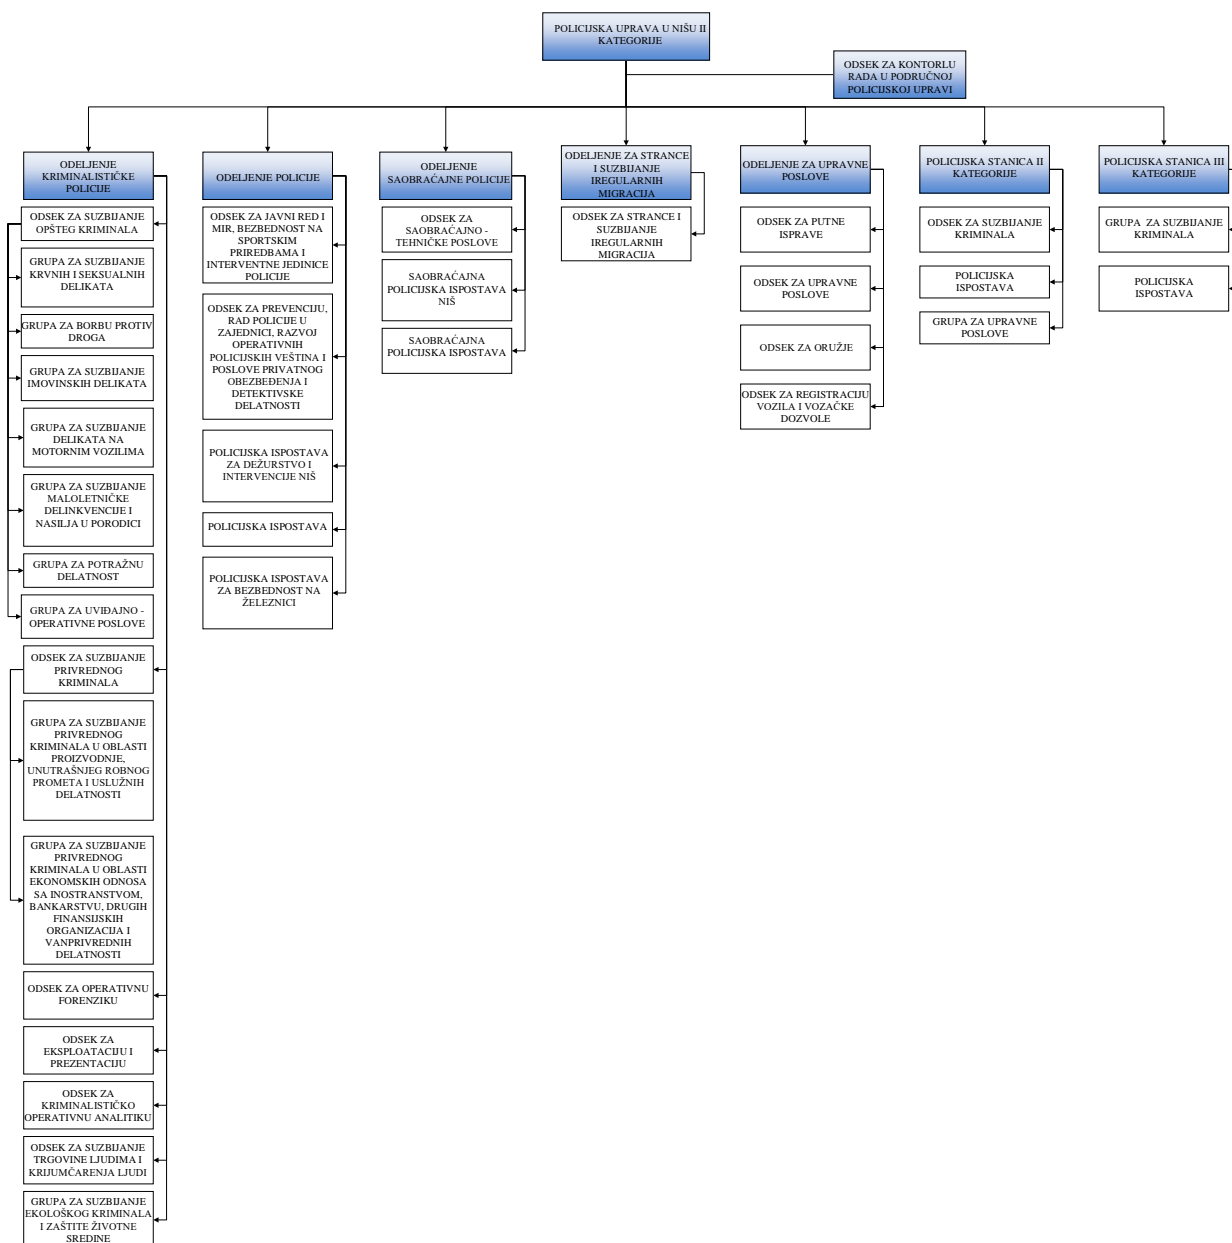 POLICIJSKA UPRAVA U NIŠU II
KATEGORIJE
ODSEK ZA KONTORLU
RADA U PODRUČNOJ
POLICIJSKOJ UPRAVI
ODELJENJE
KRIMINALISTIČKE
POLICIJE
ODSEK ZA SUZBIJANJE
OPŠTEG KRIMINALA
GRUPA ZA SUZBIJANJE
KRVNIH I SEKSUALNIH
DELIKATA
GRUPA ZA BORBU PROTIV
DROGA
GRUPA ZA SUZBIJANJE
IMOVINSKIH DELIKATA
GRUPA ZA SUZBIJANJE
DELIKATA NA
MOTORNIM VOZILIMA
GRUPA ZA SUZBIJANJE
MALOLETNIČKE
DELINKVENCIJE I
NASILJA U PORODICI
GRUPA ZA POTRAŽNU
DELATNOST
GRUPA ZA UVIĐAJNO -
OPERATIVNE POSLOVE
ODSEK ZA SUZBIJANJE
PRIVREDNOG
KRIMINALA
GRUPA ZA SUZBIJANJE
PRIVREDNOG
KRIMINALA U OBLASTI
PROIZVODNJE,
UNUTRAŠNJEG ROBNOG
PROMETA I USLUŽNIH
DELATNOSTI
GRUPA ZA SUZBIJANJE
PRIVREDNOG
KRIMINALA U OBLASTI
EKONOMSKIH ODNOSA
SA INOSTRANSTVOM,
BANKARSTVU, DRUGIH
FINANSIJSKIH
ORGANIZACIJA I
VANPRIVREDNIH
DELATNOSTI
ODSEK ZA OPERATIVNU
FORENZIKU
ODSEK ZA
EKSPLOATACIJU I
PREZENTACIJU
ODSEK ZA
KRIMINALISTIČKO
OPERATIVNU ANALITIKU
ODSEK ZA SUZBIJANJE
TRGOVINE LJUDIMA I
KRIJUMČARENJA LJUDI
GRUPA ZA SUZBIJANJE
EKOLOŠKOG KRIMINALA
I ZAŠTITE ŽIVOTNE
SREDINE
ODELJENJE POLICIJE
ODSEK ZA JAVNI RED I
MIR, BEZBEDNOST NA
SPORTSKIM
PRIREDBAMA I
INTERVENTNE JEDINICE
POLICIJE
ODSEK ZA PREVENCIJU,
RAD POLICIJE U
ZAJEDNICI, RAZVOJ
OPERATIVNIH
POLICIJSKIH VEŠTINA I
POSLOVE PRIVATNOG
OBEZBEĐENJA I
DETEKTIVSKE
DELATNOSTI
POLICIJSKA ISPOSTAVA
ZA DEŽURSTVO I
INTERVENCIJE NIŠ
POLICIJSKA ISPOSTAVA
POLICIJSKA ISPOSTAVA
ZA BEZBEDNOST NA
ŽELEZNICI
ODELJENJE
SAOBRAĆAJNE POLICIJE
ODSEK ZA
SAOBRAĆAJNO -
TEHNIČKE POSLOVE
SAOBRAĆAJNA
POLICIJSKA ISPOSTAVA
NIŠ
SAOBRAĆAJNA
POLICIJSKA ISPOSTAVA
ODELJENJE ZA STRANCE
I SUZBIJANJE
IREGULARNIH
MIGRACIJA
ODSEK ZA STRANCE I
SUZBIJANJE
IREGULARNIH
MIGRACIJA
ODELJENJE ZA UPRAVNE
POSLOVE
ODSEK ZA PUTNE
ISPRAVE
ODSEK ZA UPRAVNE
POSLOVE
ODSEK ZA ORUŽJE
ODSEK ZA REGISTRACIJU
VOZILA I VOZAČKE
DOZVOLE
POLICIJSKA STANICA II
KATEGORIJE
ODSEK ZA SUZBIJANJE
KRIMINALA
POLICIJSKA
ISPOSTAVA
GRUPA ZA UPRAVNE
POSLOVE
POLICIJSKA STANICA III
KATEGORIJE
GRUPA ZA SUZBIJANJE
KRIMINALA
POLICIJSKA
ISPOSTAVA